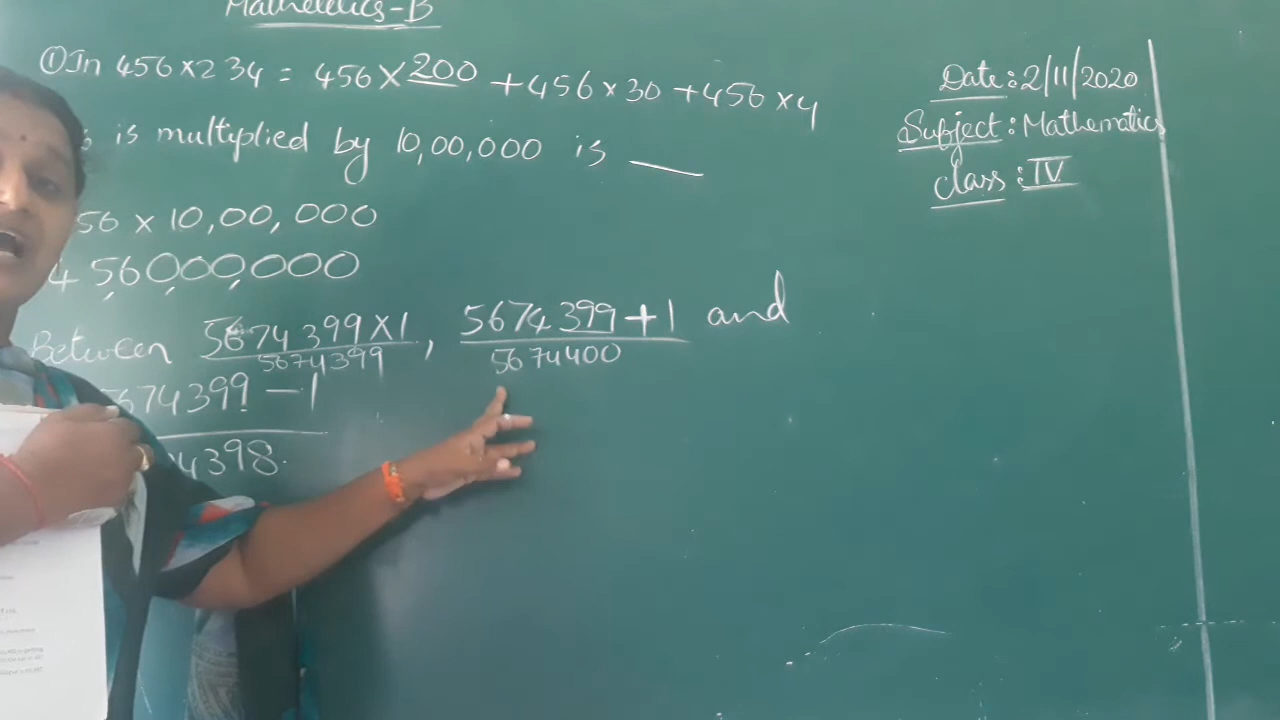 Mathetetics-B
① In 456×234 = 456×200 + 456×30 + 456×4
is multiplied by 10,00,000 is ___
56 × 10,00,000
4 56000000
Between 5674399×1, 5674399+1 and
5674399 5674400
5674399 – 1
4398.
Date: 2/11/2020
Subject: Mathematics
Class: IV